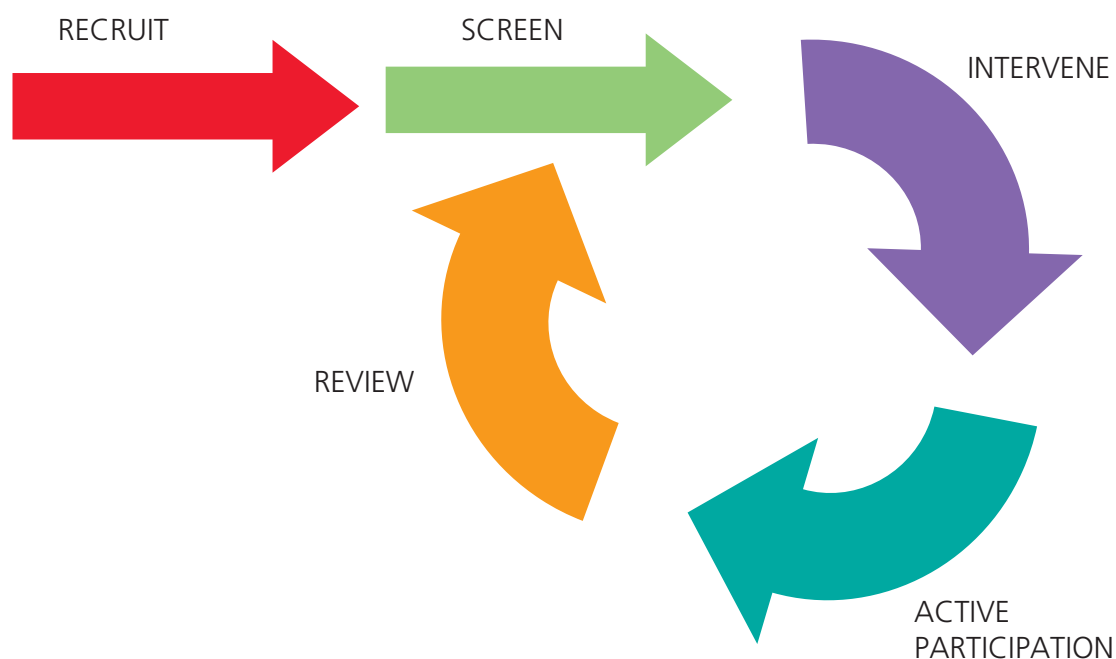 RECRUIT
SCREEN
INTERVENE
REVIEW
ACTIVE
PARTICIPATION